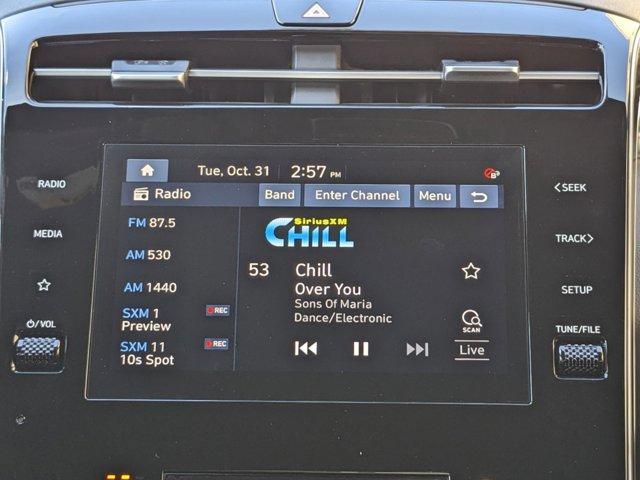 Tue, Oct. 31 2:57 PM
Radio Band Enter Channel Menu
RADIO
MEDIA
⏻/VOL
FM 87.5
AM 530
AM 1440
SXM 1 REC
Preview
SXM 11 REC
10s Spot
SiriusXM
CHILL
53 Chill
Over You
Sons Of Maria
Dance/Electronic
SCAN
Live
<SEEK
TRACK>
SETUP
TUNE/FILE